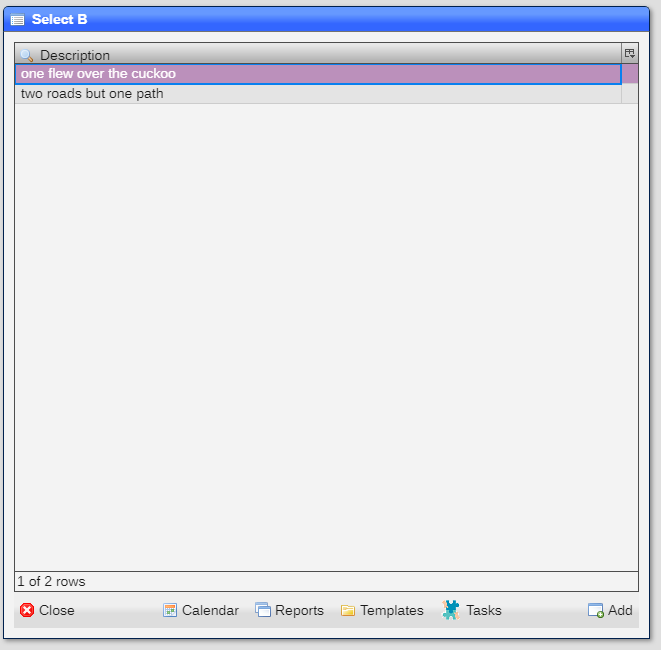 Select B
Description
one flew over the cuckoo
two roads but one path
1 of 2 rows
Close Calendar Reports Templates Tasks Add